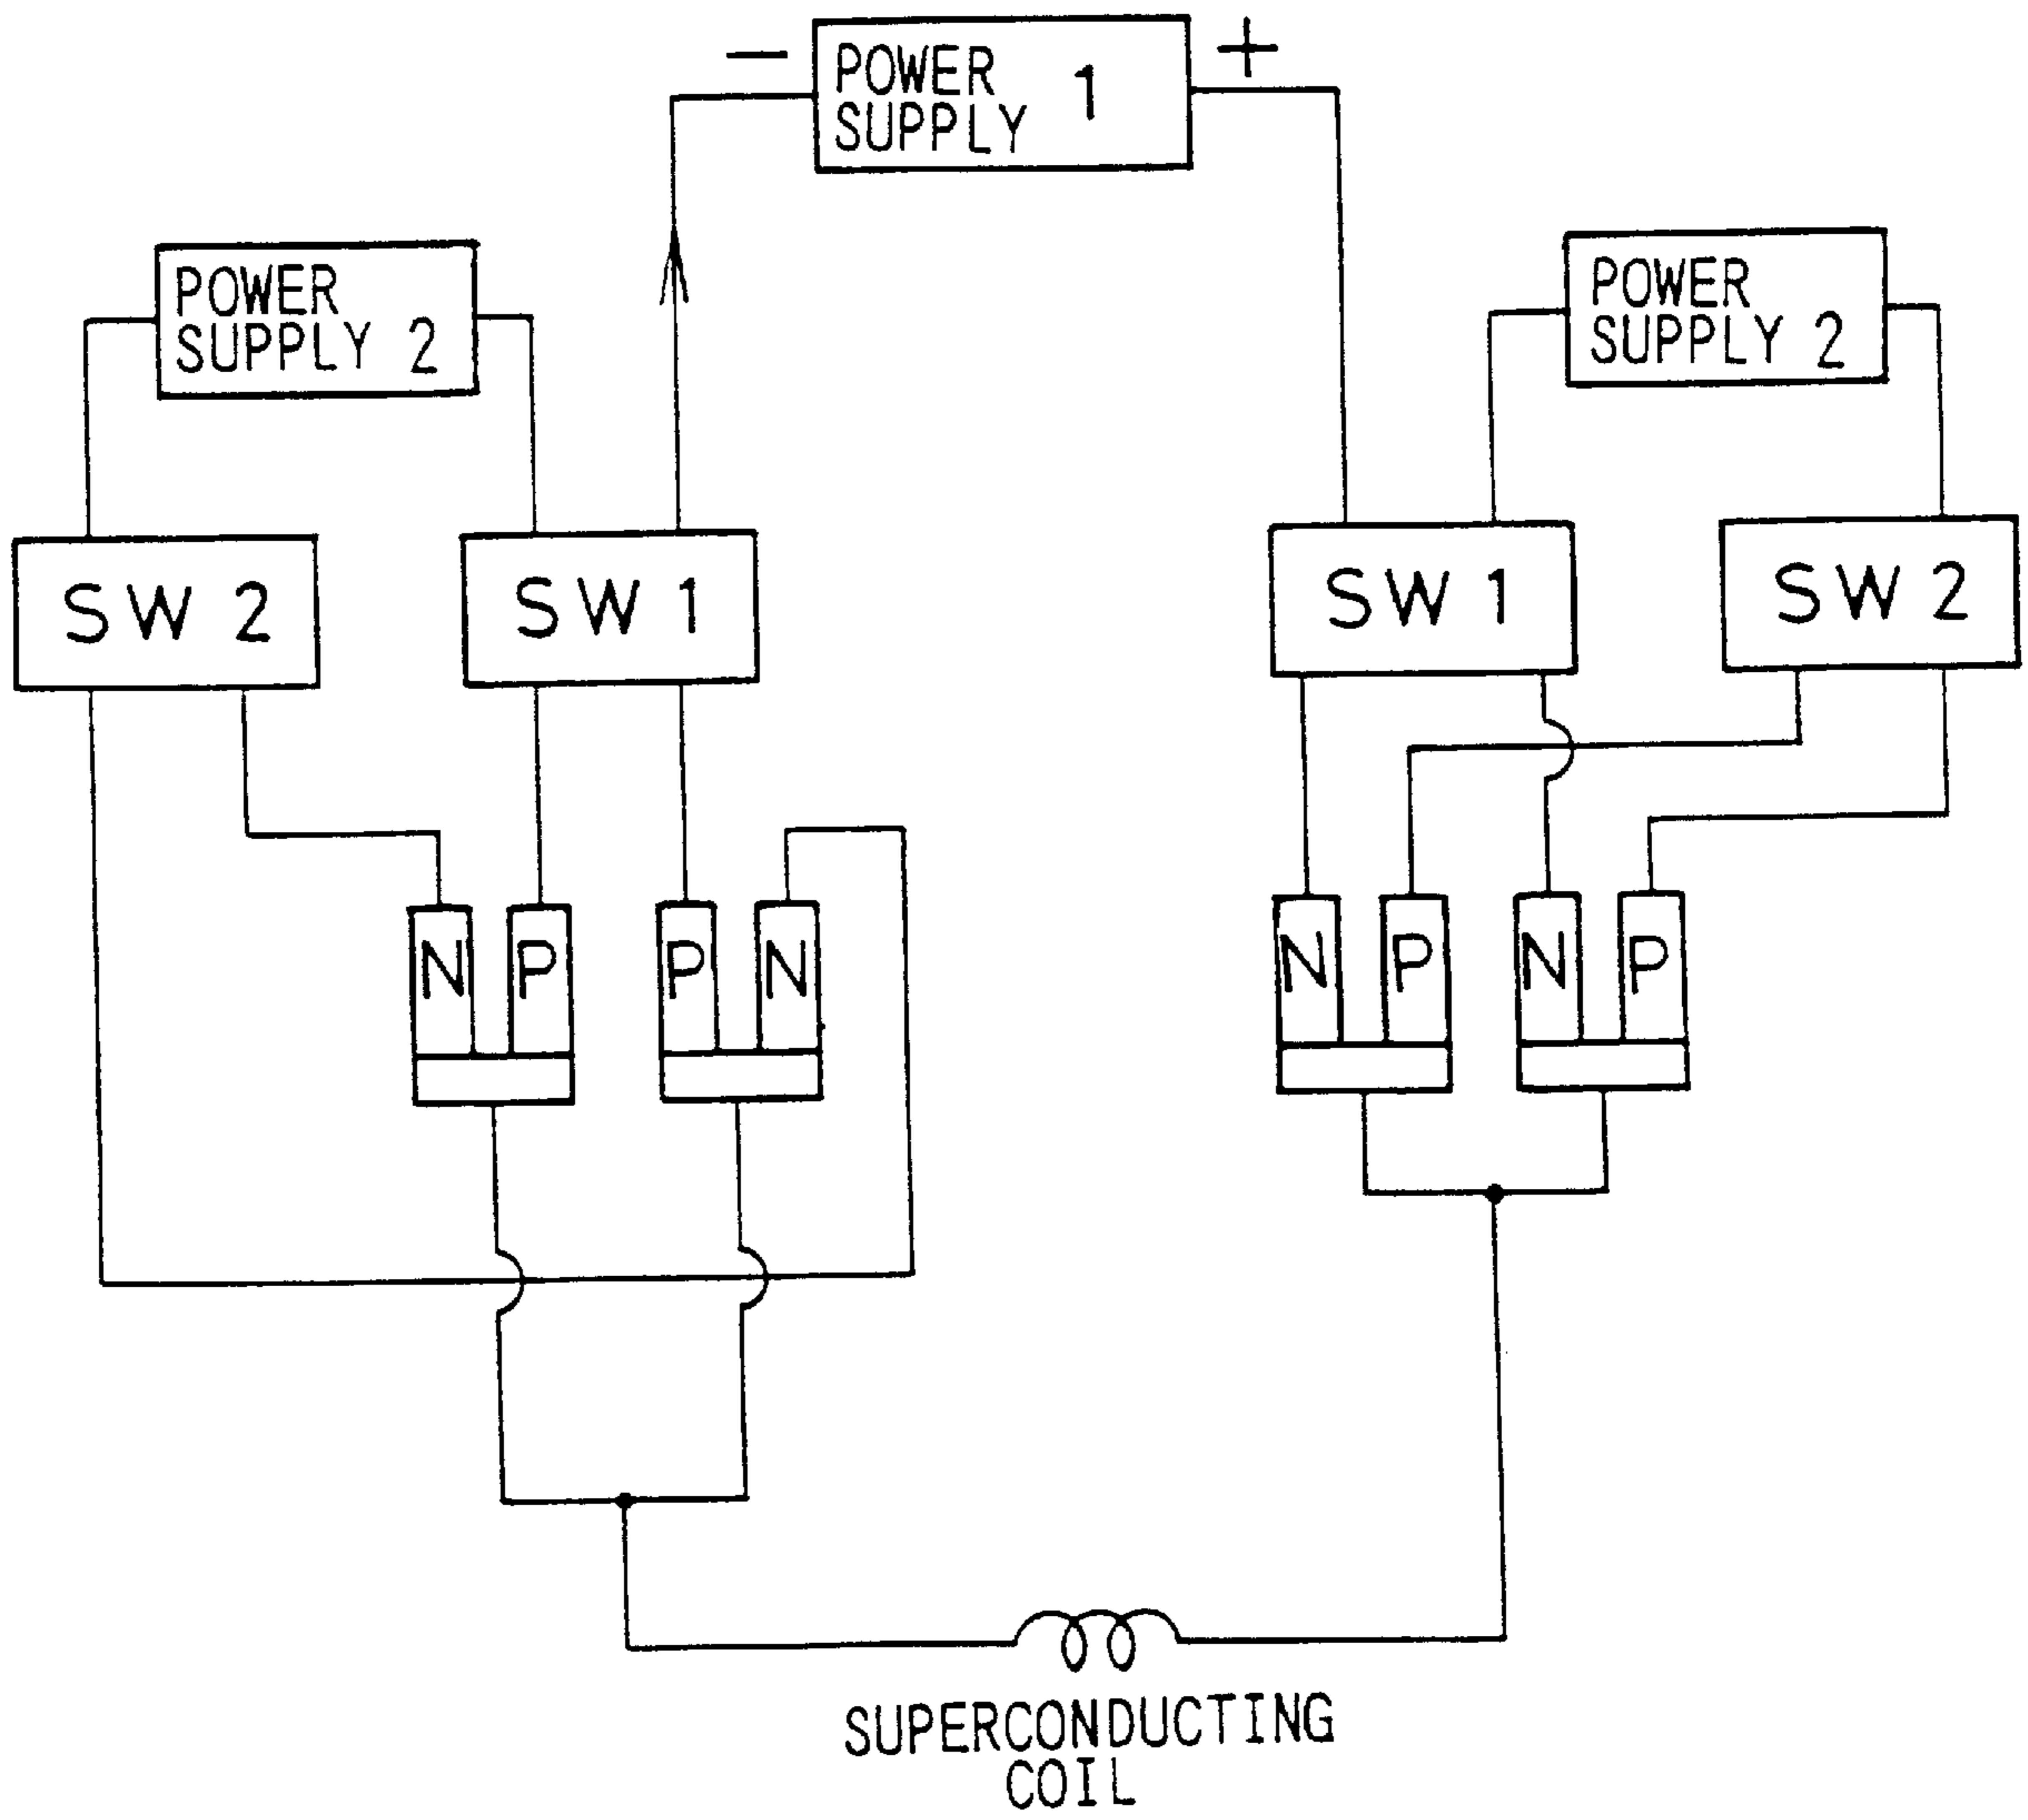 − POWER SUPPLY 1 +
POWER
SUPPLY 2
POWER
SUPPLY 2
SW 2
SW 1
SW 1
SW 2
N P P N
N P N P
SUPERCONDUCTING
COIL